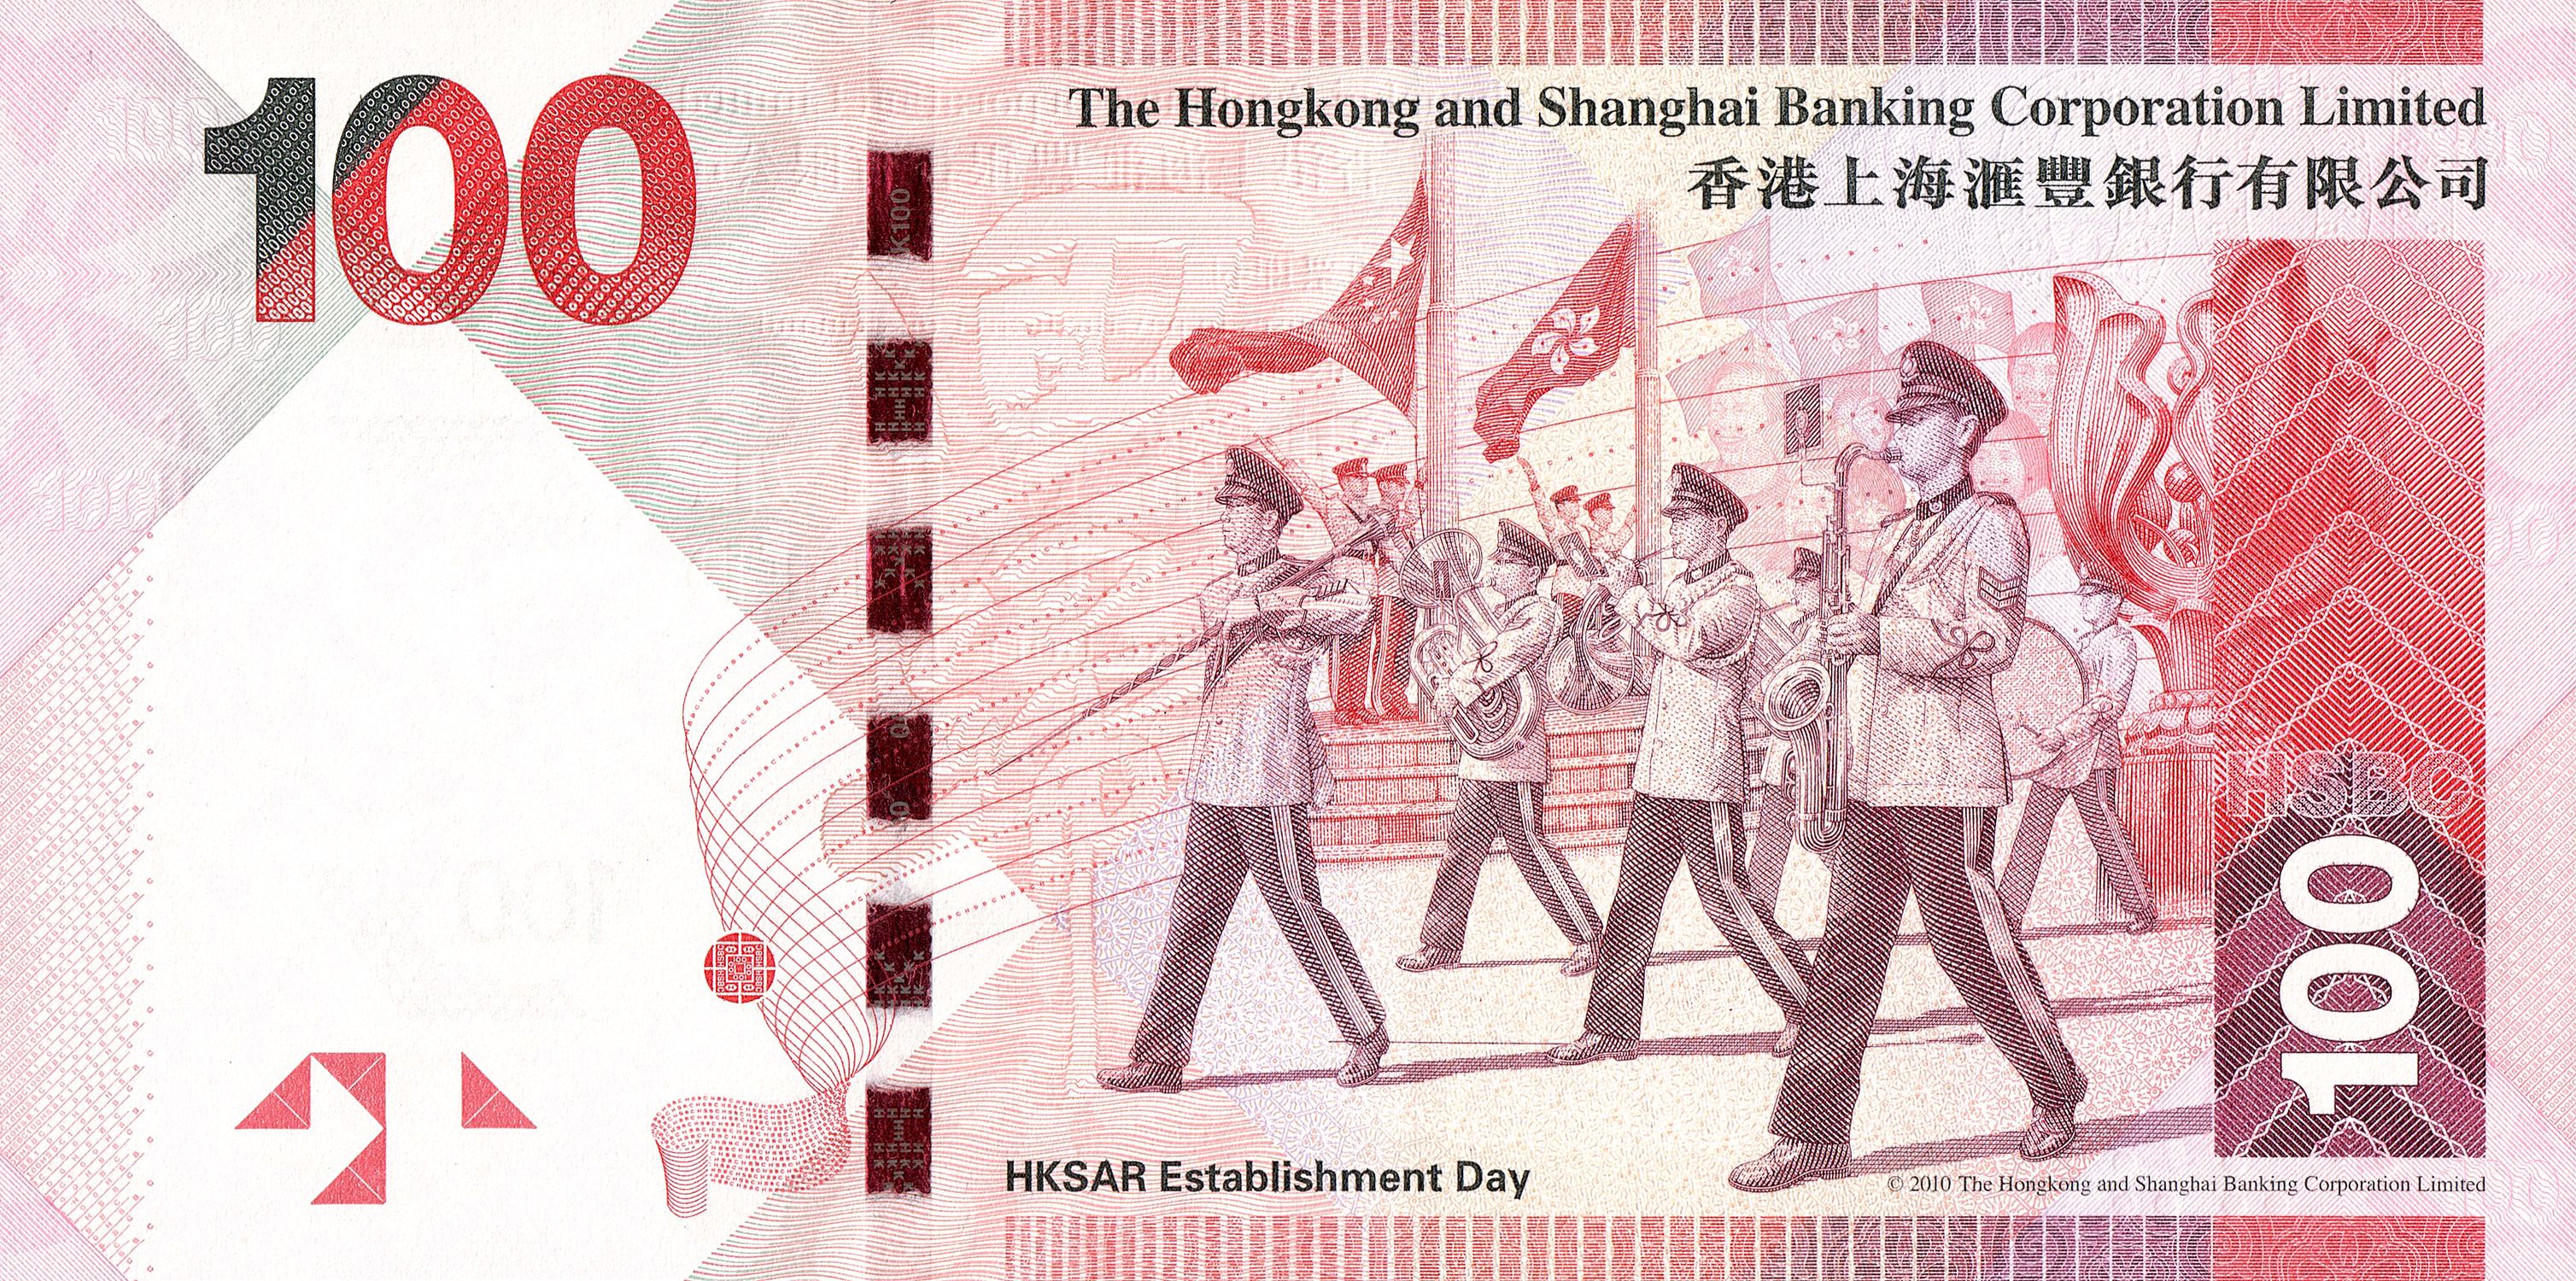 100
The Hongkong and Shanghai Banking Corporation Limited
香港上海滙豐銀行有限公司
HSBC
100
HKSAR Establishment Day
© 2010 The Hongkong and Shanghai Banking Corporation Limited